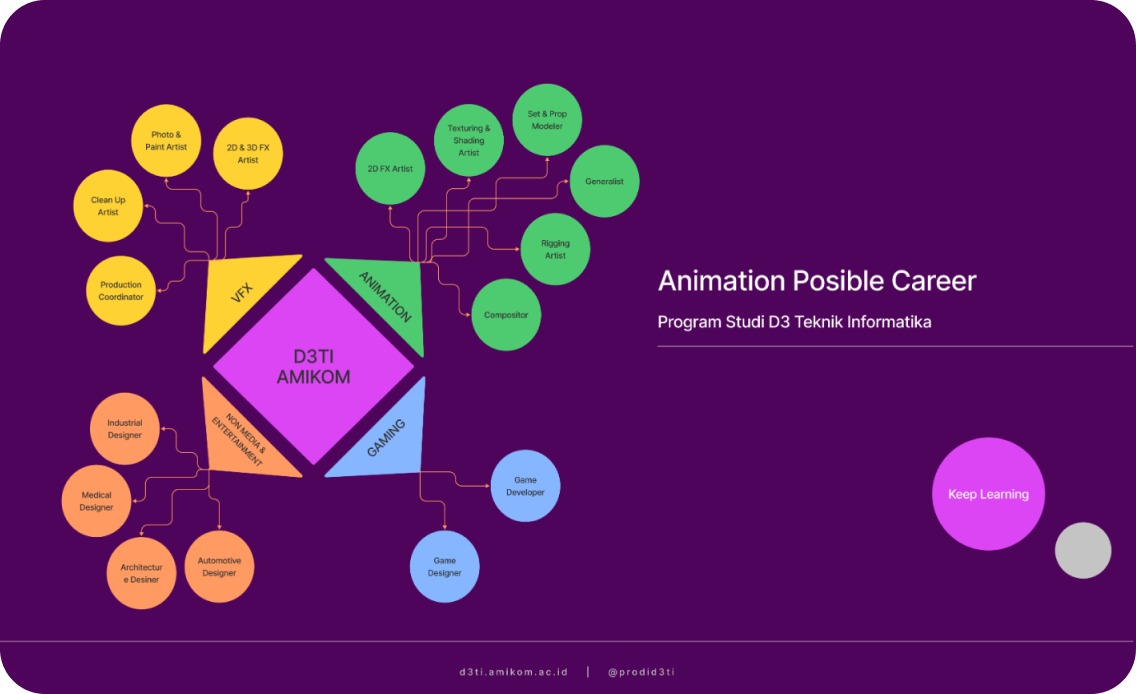 Photo &
Paint Artist
2D & 3D FX
Artist
Clean Up
Artist
Production
Coordinator
VFX
2D FX Artist
Texturing &
Shading
Artist
Set & Prop
Modeler
Generalist
Rigging
Artist
Compositor
ANIMATION
D3TI
AMIKOM
NON MEDIA &
ENTERTAINMENT
Industrial
Designer
Medical
Designer
Architectur
e Desiner
Automotive
Designer
GAMING
Game
Developer
Game
Designer
Animation Posible Career
Program Studi D3 Teknik Informatika
Keep Learning
d3ti.amikom.ac.id | @prodid3ti